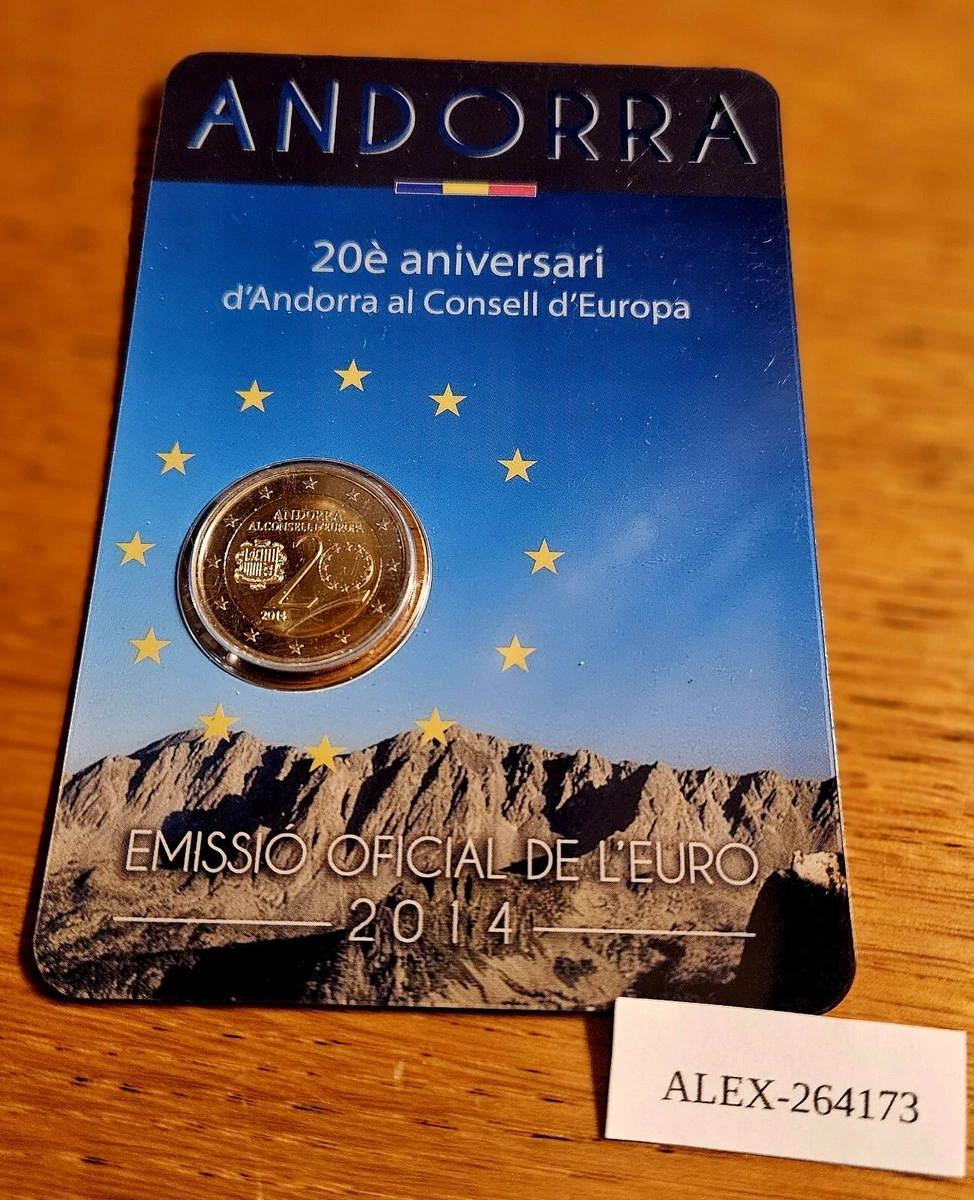 ANDORRA
20è aniversari
d'Andorra al Consell d'Europa
ANDORRA
AL CONSELL D'EUROPA
20
2014
EMISSIÓ OFICIAL DE L'EURO
2014
ALEX-264173